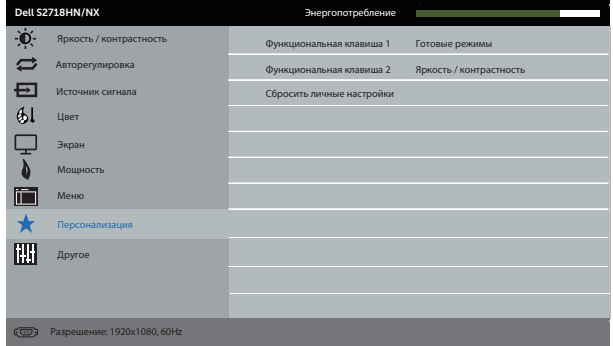 Dell S2718HN/NX Энергопотребление
Яркость / контрастность
Авторегулировка
Источник сигнала
Цвет
Экран
Мощность
Меню
Персонализация
Другое
Функциональная клавиша 1 Готовые режимы
Функциональная клавиша 2 Яркость / контрастность
Сбросить личные настройки
Разрешение: 1920x1080, 60Hz